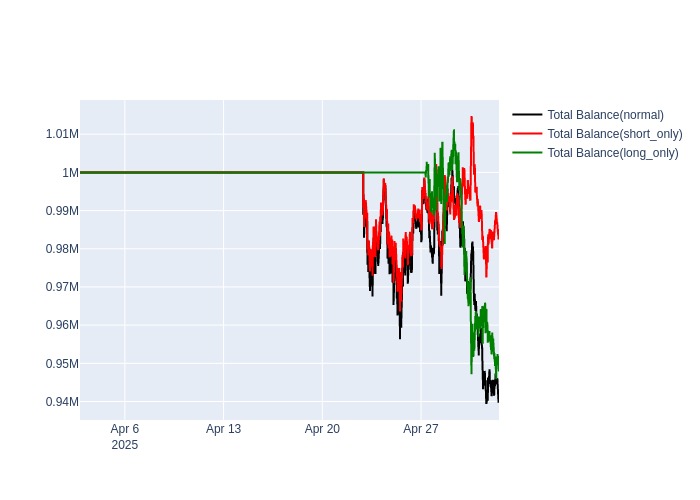 Total Balance(normal)
Total Balance(short_only)
Total Balance(long_only)
1.01M
1M
0.99M
0.98M
0.97M
0.96M
0.95M
0.94M
Apr 6
2025
Apr 13
Apr 20
Apr 27